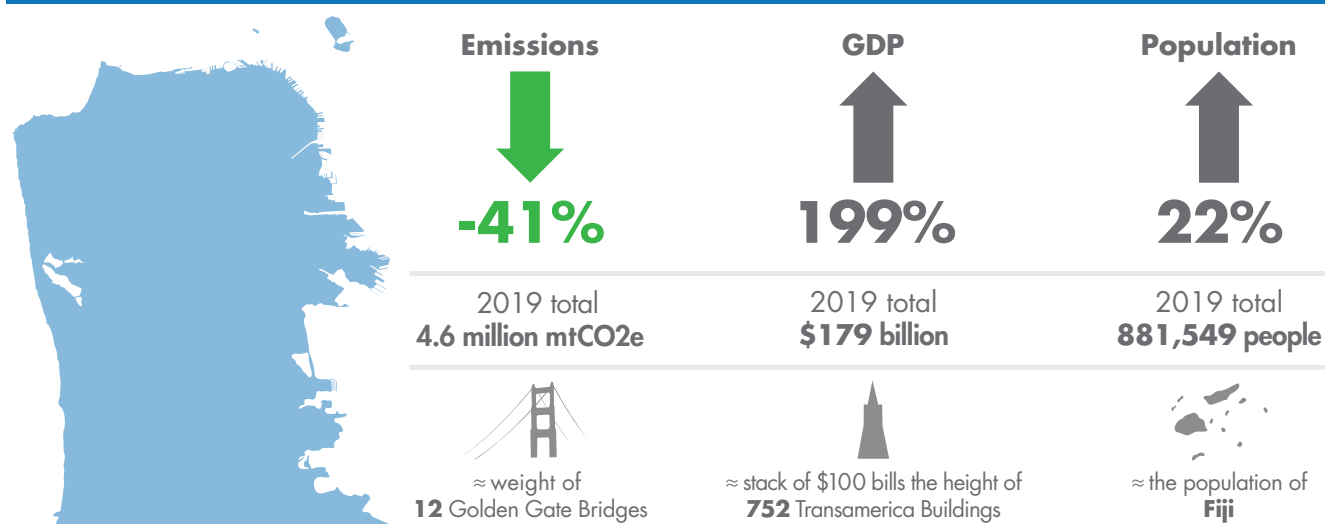 Emissions
-41%
2019 total
4.6 million mtCO2e
≈ weight of
12 Golden Gate Bridges
GDP
199%
2019 total
$179 billion
≈ stack of $100 bills the height of
752 Transamerica Buildings
Population
22%
2019 total
881,549 people
≈ the population of
Fiji